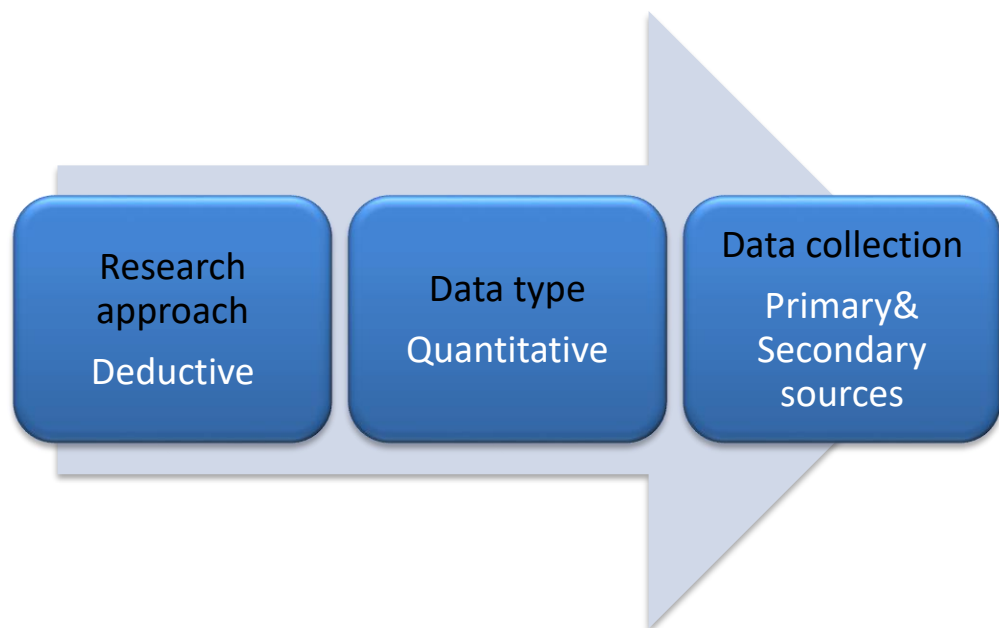 Research
approach
Deductive
Data type
Quantitative
Data collection
Primary&
Secondary
sources